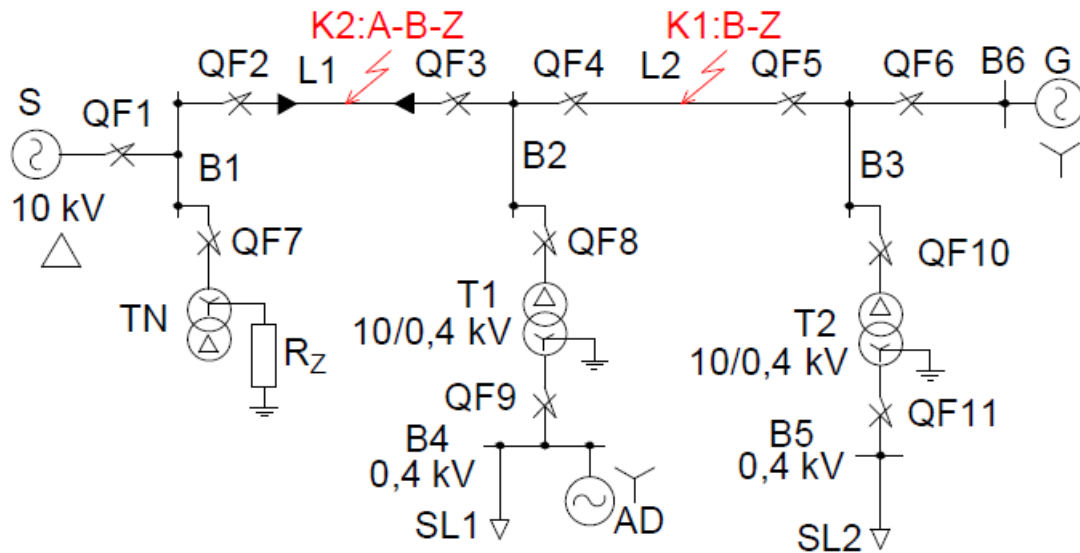 K2:A-B-Z
K1:B-Z
QF2
L1
QF3
QF4
L2
QF5
QF6
B6
G
S
QF1
B1
B2
B3
10 kV
QF7
QF8
QF10
TN
RZ
T1
10/0,4 kV
T2
10/0,4 kV
QF9
QF11
B4
0,4 kV
B5
0,4 kV
SL1
AD
SL2